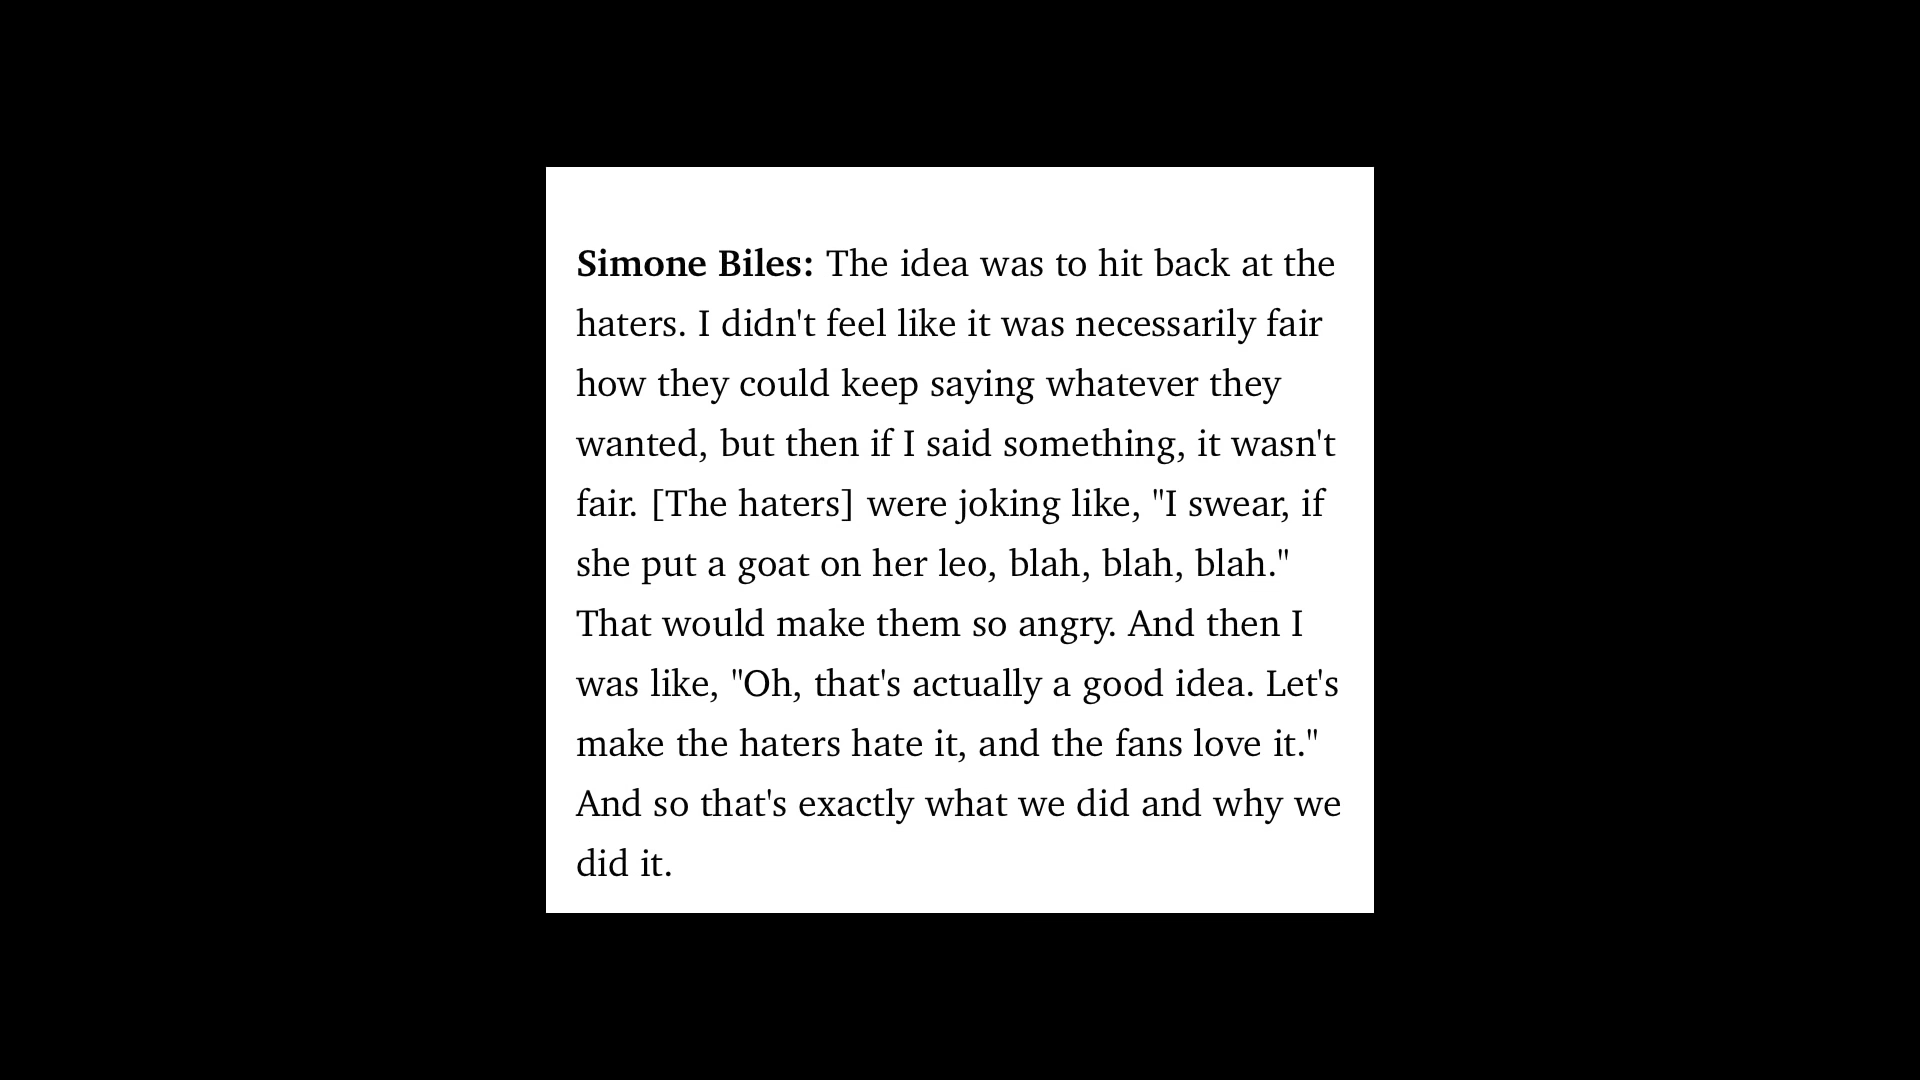 Simone Biles: The idea was to hit back at the
haters. I didn't feel like it was necessarily fair
how they could keep saying whatever they
wanted, but then if I said something, it wasn't
fair. [The haters] were joking like, "I swear, if
she put a goat on her leo, blah, blah, blah."
That would make them so angry. And then I
was like, "Oh, that's actually a good idea. Let's
make the haters hate it, and the fans love it."
And so that's exactly what we did and why we
did it.